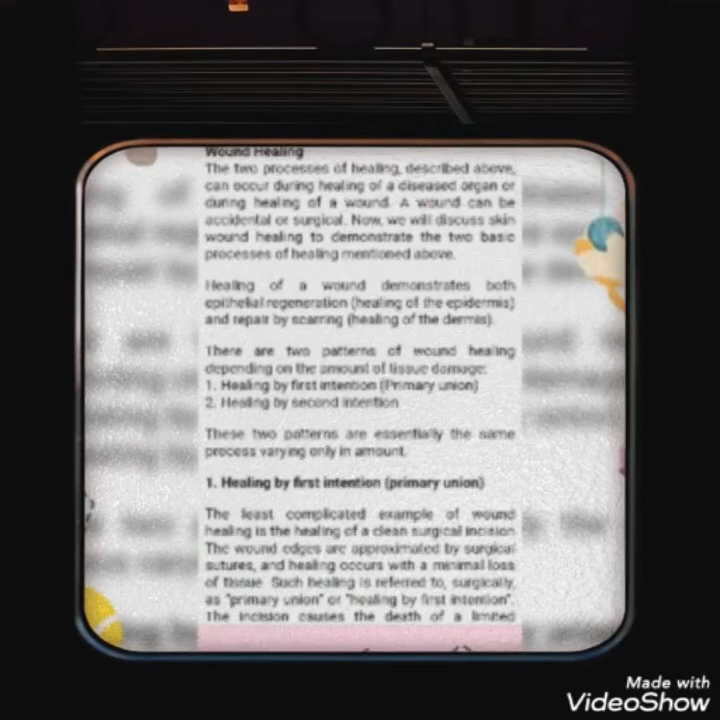 Wound Healing
The two processes of healing, described above,
can occur during healing of a diseased organ or
during healing of a wound. A wound can be
accidental or surgical. Now, we will discuss skin
wound healing to demonstrate the two basic
processes of healing mentioned above.
Healing of a wound demonstrates both
epithelial regeneration (healing of the epidermis)
and repair by scarring (healing of the dermis).
There are two patterns of wound healing
depending on the amount of tissue damage:
1. Healing by first intention (Primary union)
2. Healing by second intention
These two patterns are essentially the same
process varying only in amount.
1. Healing by first intention (primary union)
The least complicated example of wound
healing is the healing of a clean surgical incision
The wound edges are approximated by surgical
sutures, and healing occurs with a minimal loss
of tissue. Such healing is referred to, surgically,
as "primary union" or "healing by first intention".
The incision causes the death of a limited
Made with
VideoShow